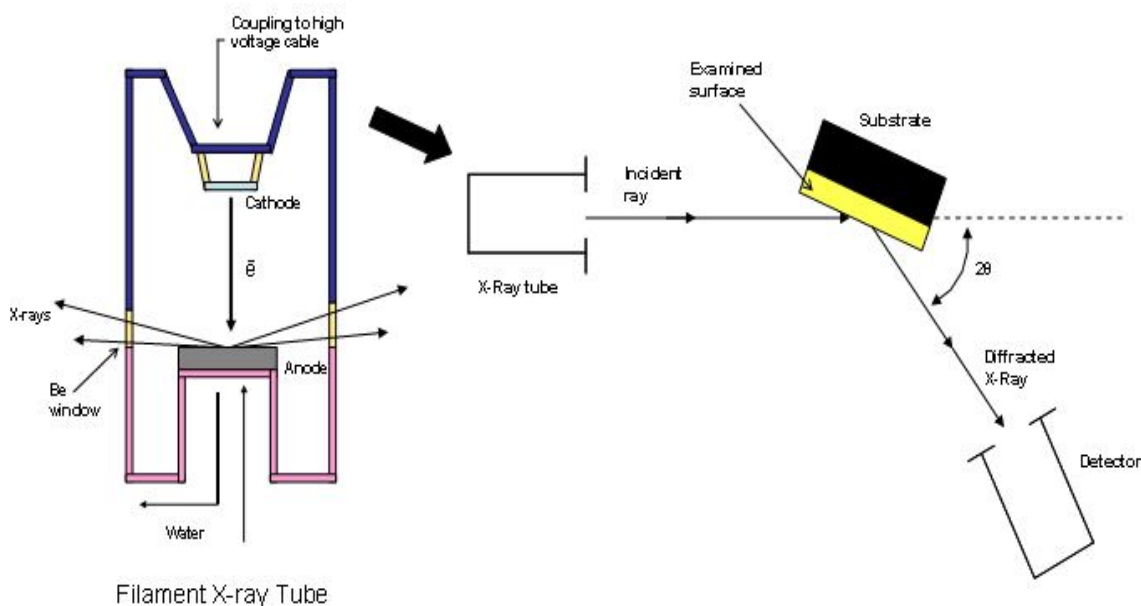 Coupling to high
voltage cable
Cathode
ē
X-rays
Anode
Be
window
Water
Filament X-ray Tube
Examined
surface
Substrate
Incident
ray
X-Ray tube
2θ
Diffracted
X-Ray
Detector